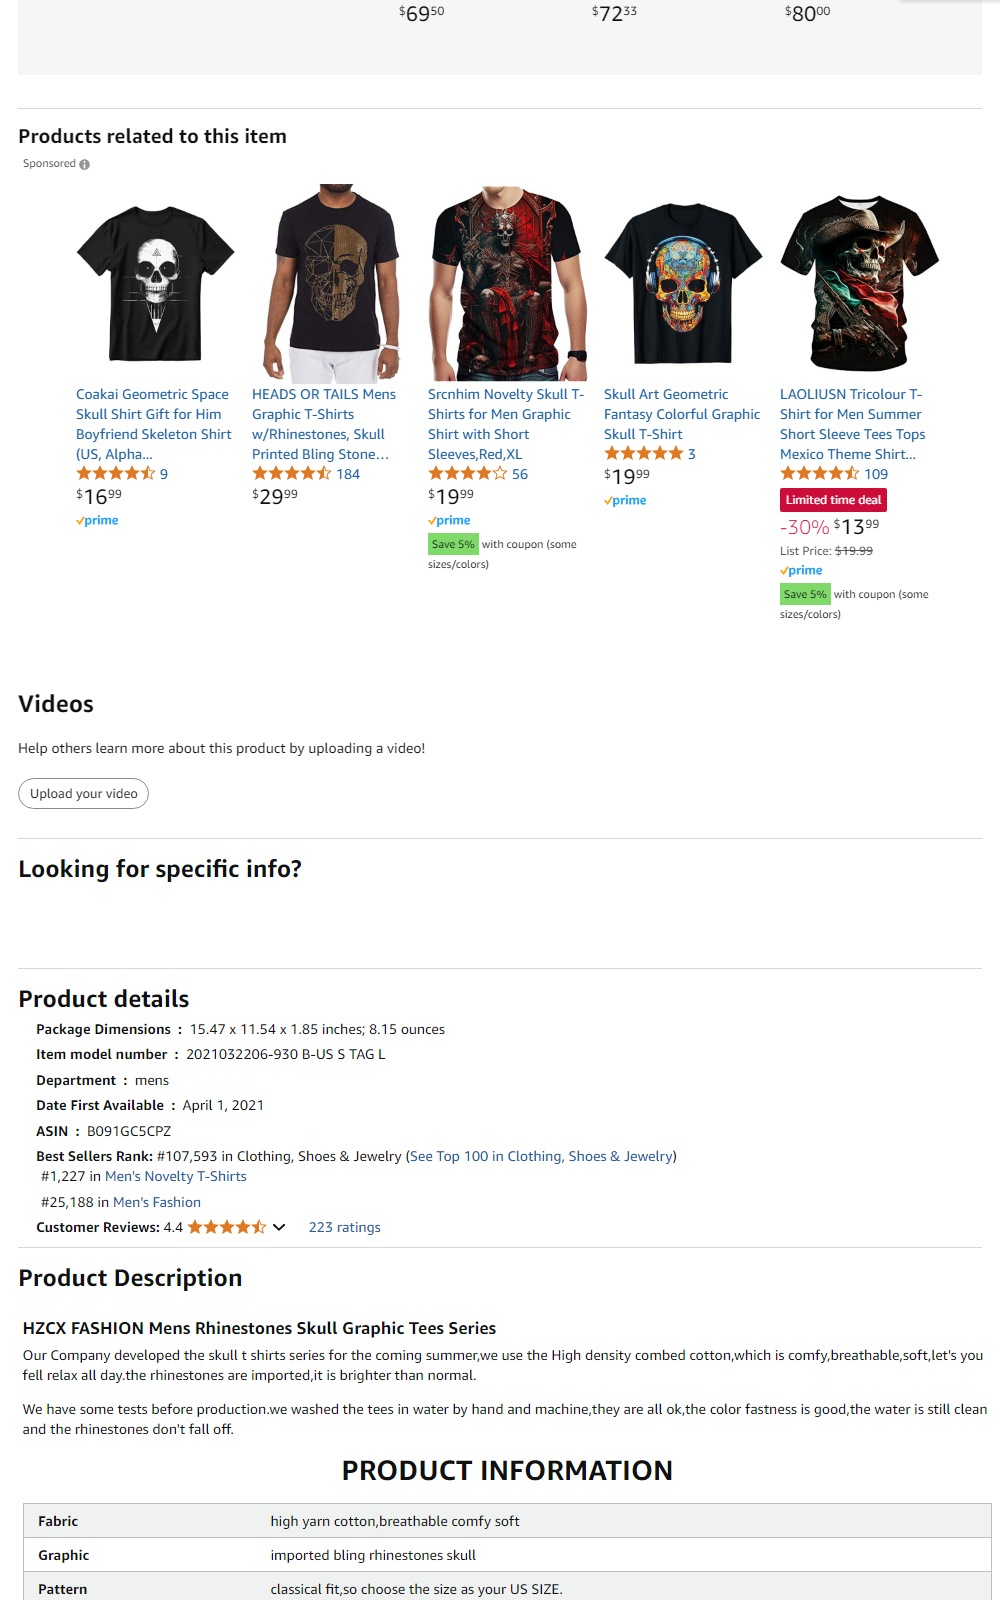 $69.50 $72.33 $80.00
Products related to this item
Sponsored
Coakai Geometric Space
Skull Shirt Gift for Him
Boyfriend Skeleton Shirt
(US, Alpha...
9
$16.99
prime
HEADS OR TAILS Mens
Graphic T-Shirts
w/Rhinestones, Skull
Printed Bling Stone...
184
$29.99
Srcnhim Novelty Skull T-
Shirts for Men Graphic
Shirt with Short
Sleeves,Red,XL
56
$19.99
prime
Save 5% with coupon (some
sizes/colors)
Skull Art Geometric
Fantasy Colorful Graphic
Skull T-Shirt
3
$19.99
prime
LAOLIUSN Tricolour T-
Shirt for Men Summer
Short Sleeve Tees Tops
Mexico Theme Shirt...
109
Limited time deal
-30% $13.99
List Price: $19.99
prime
Save 5% with coupon (some
sizes/colors)
Videos
Help others learn more about this product by uploading a video!
Upload your video
Looking for specific info?
Product details
Package Dimensions : 15.47 x 11.54 x 1.85 inches; 8.15 ounces
Item model number : 2021032206-930 B-US S TAG L
Department : mens
Date First Available : April 1, 2021
ASIN : B091GC5CPZ
Best Sellers Rank: #107,593 in Clothing, Shoes & Jewelry (See Top 100 in Clothing, Shoes & Jewelry)
#1,227 in Men's Novelty T-Shirts
#25,188 in Men's Fashion
Customer Reviews: 4.4 223 ratings
Product Description
HZCX FASHION Mens Rhinestones Skull Graphic Tees Series
Our Company developed the skull t shirts series for the coming summer,we use the High density combed cotton,which is comfy,breathable,soft,let's you
fell relax all day.the rhinestones are imported,it is brighter than normal.
We have some tests before production.we washed the tees in water by hand and machine,they are all ok,the color fastness is good,the water is still clean
and the rhinestones don't fall off.
PRODUCT INFORMATION
Fabric high yarn cotton,breathable comfy soft
Graphic imported bling rhinestones skull
Pattern classical fit,so choose the size as your US SIZE.